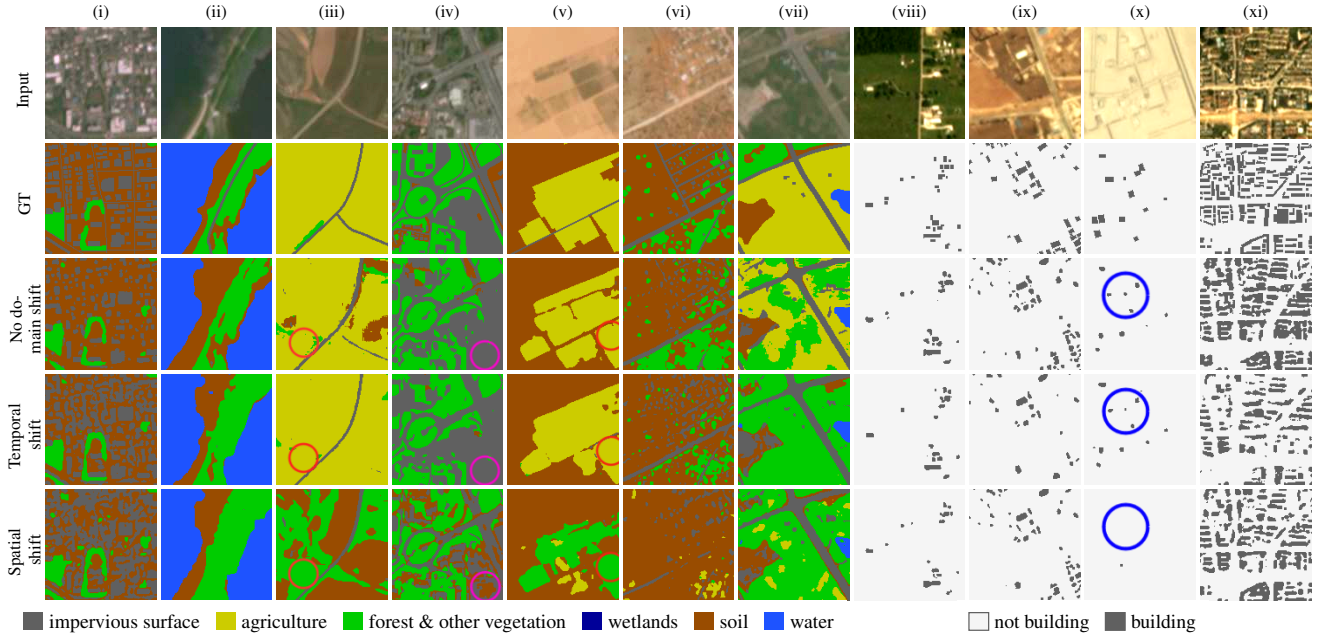 (i) (ii) (iii) (iv) (v) (vi) (vii) (viii) (ix) (x) (xi)
Input
GT
No do-
main shift
Temporal
shift
Spatial
shift
impervious surface agriculture forest & other vegetation wetlands soil water not building building